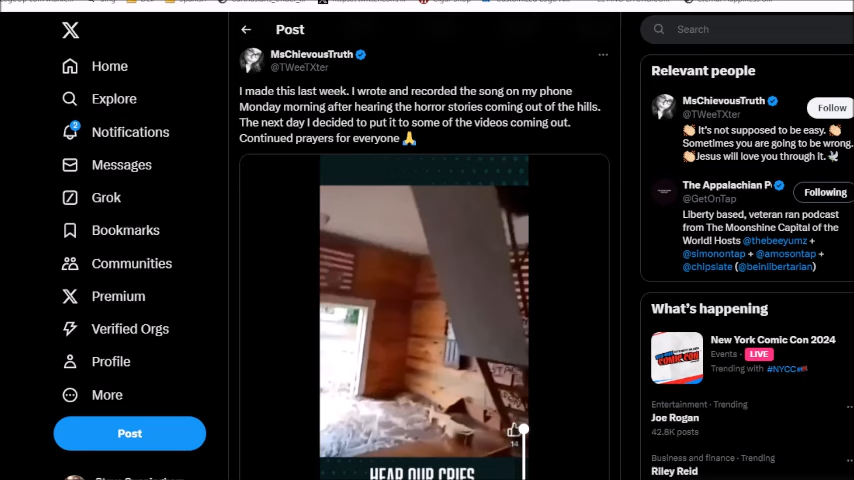 Post
Search
Home
Explore
2
Notifications
Messages
Grok
Bookmarks
Communities
Premium
Verified Orgs
Profile
More
Post
MsChievousTruth
@TWeeTXter
I made this last week. I wrote and recorded the song on my phone
Monday morning after hearing the horror stories coming out of the hills.
The next day I decided to put it to some of the videos coming out.
Continued prayers for everyone 🙏
14
HEAR OUR CRIES
Relevant people
MsChievousTruth
@TWeeTXter
Follow
👏🏻 It's not supposed to be easy. 👏🏻
Sometimes you are going to be wrong.
👏🏻Jesus will love you through it. 🕊
The Appalachian P
@GetOnTap
Following
Liberty based, veteran ran podcast
from The Moonshine Capital of the
World! Hosts @thebeeyumz +
@simonontap + @amosontap +
@chipslate (@beinlibertarian)
What's happening
New York Comic Con 2024
Events · LIVE
Trending with #NYCC
Entertainment · Trending
Joe Rogan
42.8K posts
Business and finance · Trending
Riley Reid